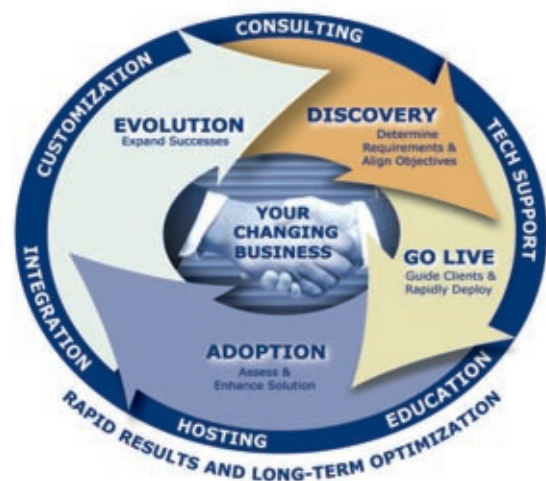 CONSULTING
TECH SUPPORT
EDUCATION
HOSTING
INTEGRATION
CUSTOMIZATION
EVOLUTION
Expand Successes
DISCOVERY
Determine
Requirements &
Align Objectives
YOUR
CHANGING
BUSINESS
GO LIVE
Guide Clients &
Rapidly Deploy
ADOPTION
Assess &
Enhance Solution
RAPID RESULTS AND LONG-TERM OPTIMIZATION